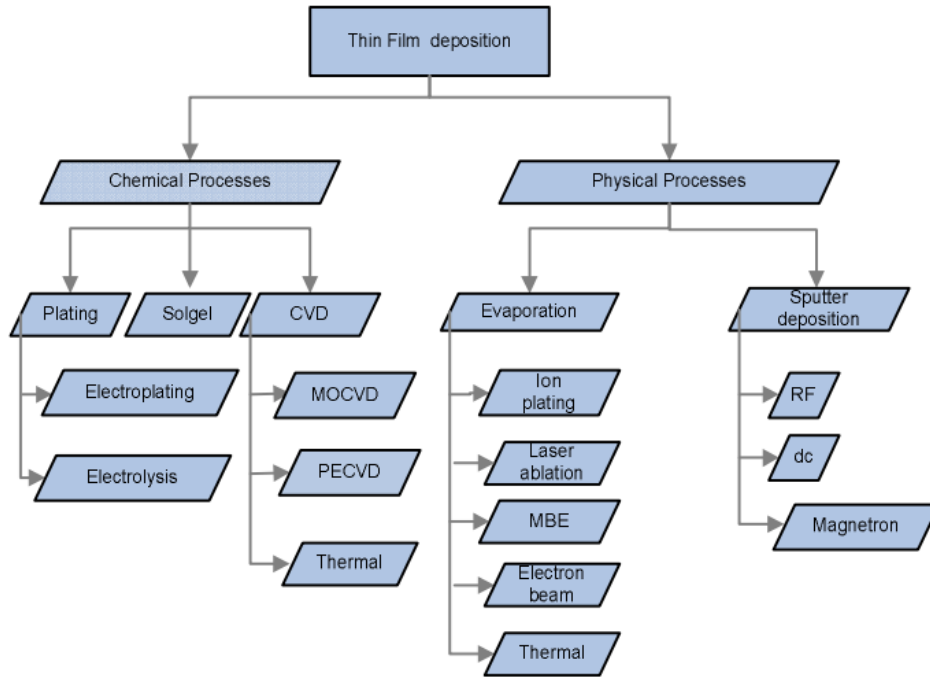 Thin Film deposition
Chemical Processes
Physical Processes
Plating
Solgel
CVD
Evaporation
Sputter
deposition
Electroplating
Electrolysis
MOCVD
PECVD
Thermal
Ion
plating
Laser
ablation
MBE
Electron
beam
Thermal
RF
dc
Magnetron